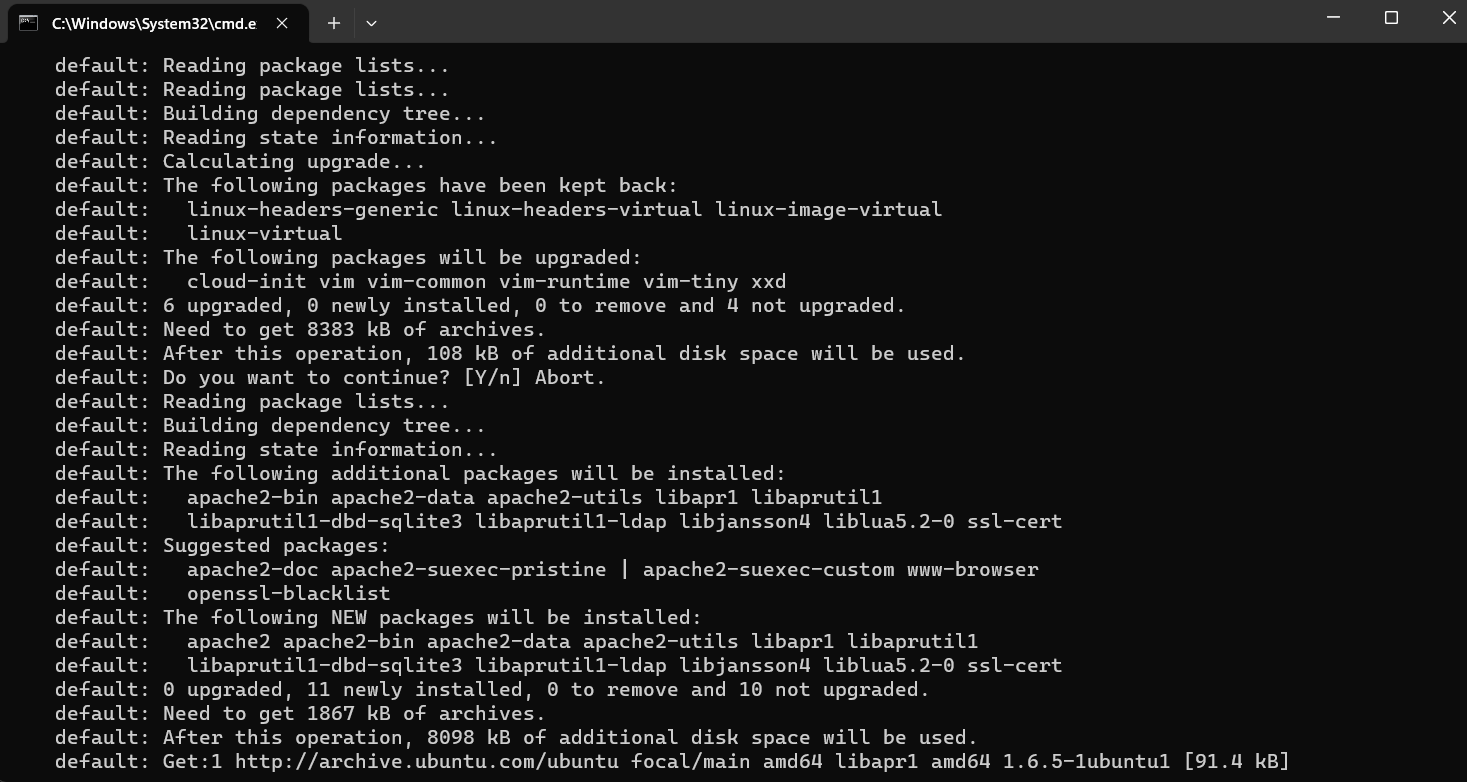 C:\Windows\System32\cmd.e
default: Reading package lists...
default: Reading package lists...
default: Building dependency tree...
default: Reading state information...
default: Calculating upgrade...
default: The following packages have been kept back:
default:   linux-headers-generic linux-headers-virtual linux-image-virtual
default:   linux-virtual
default: The following packages will be upgraded:
default:   cloud-init vim vim-common vim-runtime vim-tiny xxd
default: 6 upgraded, 0 newly installed, 0 to remove and 4 not upgraded.
default: Need to get 8383 kB of archives.
default: After this operation, 108 kB of additional disk space will be used.
default: Do you want to continue? [Y/n] Abort.
default: Reading package lists...
default: Building dependency tree...
default: Reading state information...
default: The following additional packages will be installed:
default:   apache2-bin apache2-data apache2-utils libapr1 libaprutil1
default:   libaprutil1-dbd-sqlite3 libaprutil1-ldap libjansson4 liblua5.2-0 ssl-cert
default: Suggested packages:
default:   apache2-doc apache2-suexec-pristine | apache2-suexec-custom www-browser
default:   openssl-blacklist
default: The following NEW packages will be installed:
default:   apache2 apache2-bin apache2-data apache2-utils libapr1 libaprutil1
default:   libaprutil1-dbd-sqlite3 libaprutil1-ldap libjansson4 liblua5.2-0 ssl-cert
default: 0 upgraded, 11 newly installed, 0 to remove and 10 not upgraded.
default: Need to get 1867 kB of archives.
default: After this operation, 8098 kB of additional disk space will be used.
default: Get:1 http://archive.ubuntu.com/ubuntu focal/main amd64 libapr1 amd64 1.6.5-1ubuntu1 [91.4 kB]